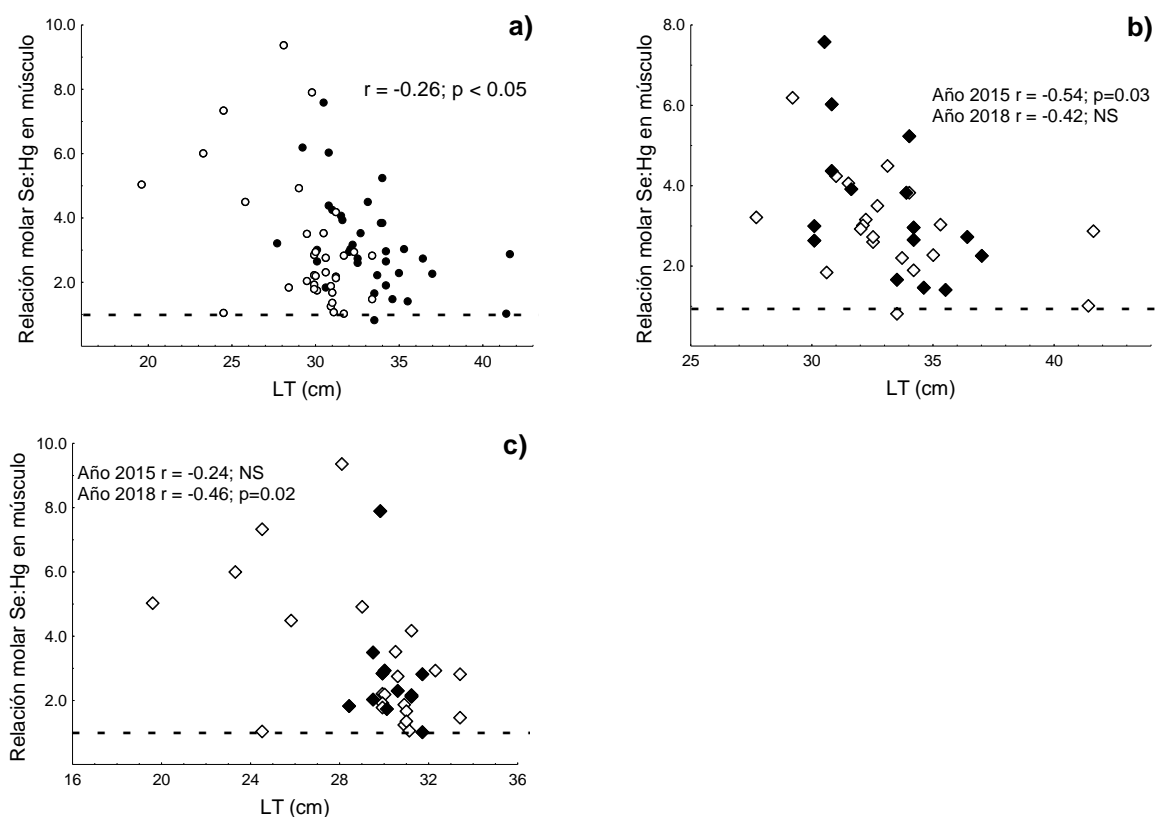 a)
10.0
8.0
6.0
4.0
2.0
Relación molar Se:Hg en músculo
r = -0.26; p < 0.05
20
25
30
35
40
LT (cm)
b)
8.0
6.0
4.0
2.0
Relación molar Se:Hg en músculo
Año 2015 r = -0.54; p=0.03
Año 2018 r = -0.42; NS
25
30
35
40
LT (cm)
c)
10.0
8.0
6.0
4.0
2.0
Relación molar Se:Hg en músculo
Año 2015 r = -0.24; NS
Año 2018 r = -0.46; p=0.02
16
20
24
28
32
36
LT (cm)